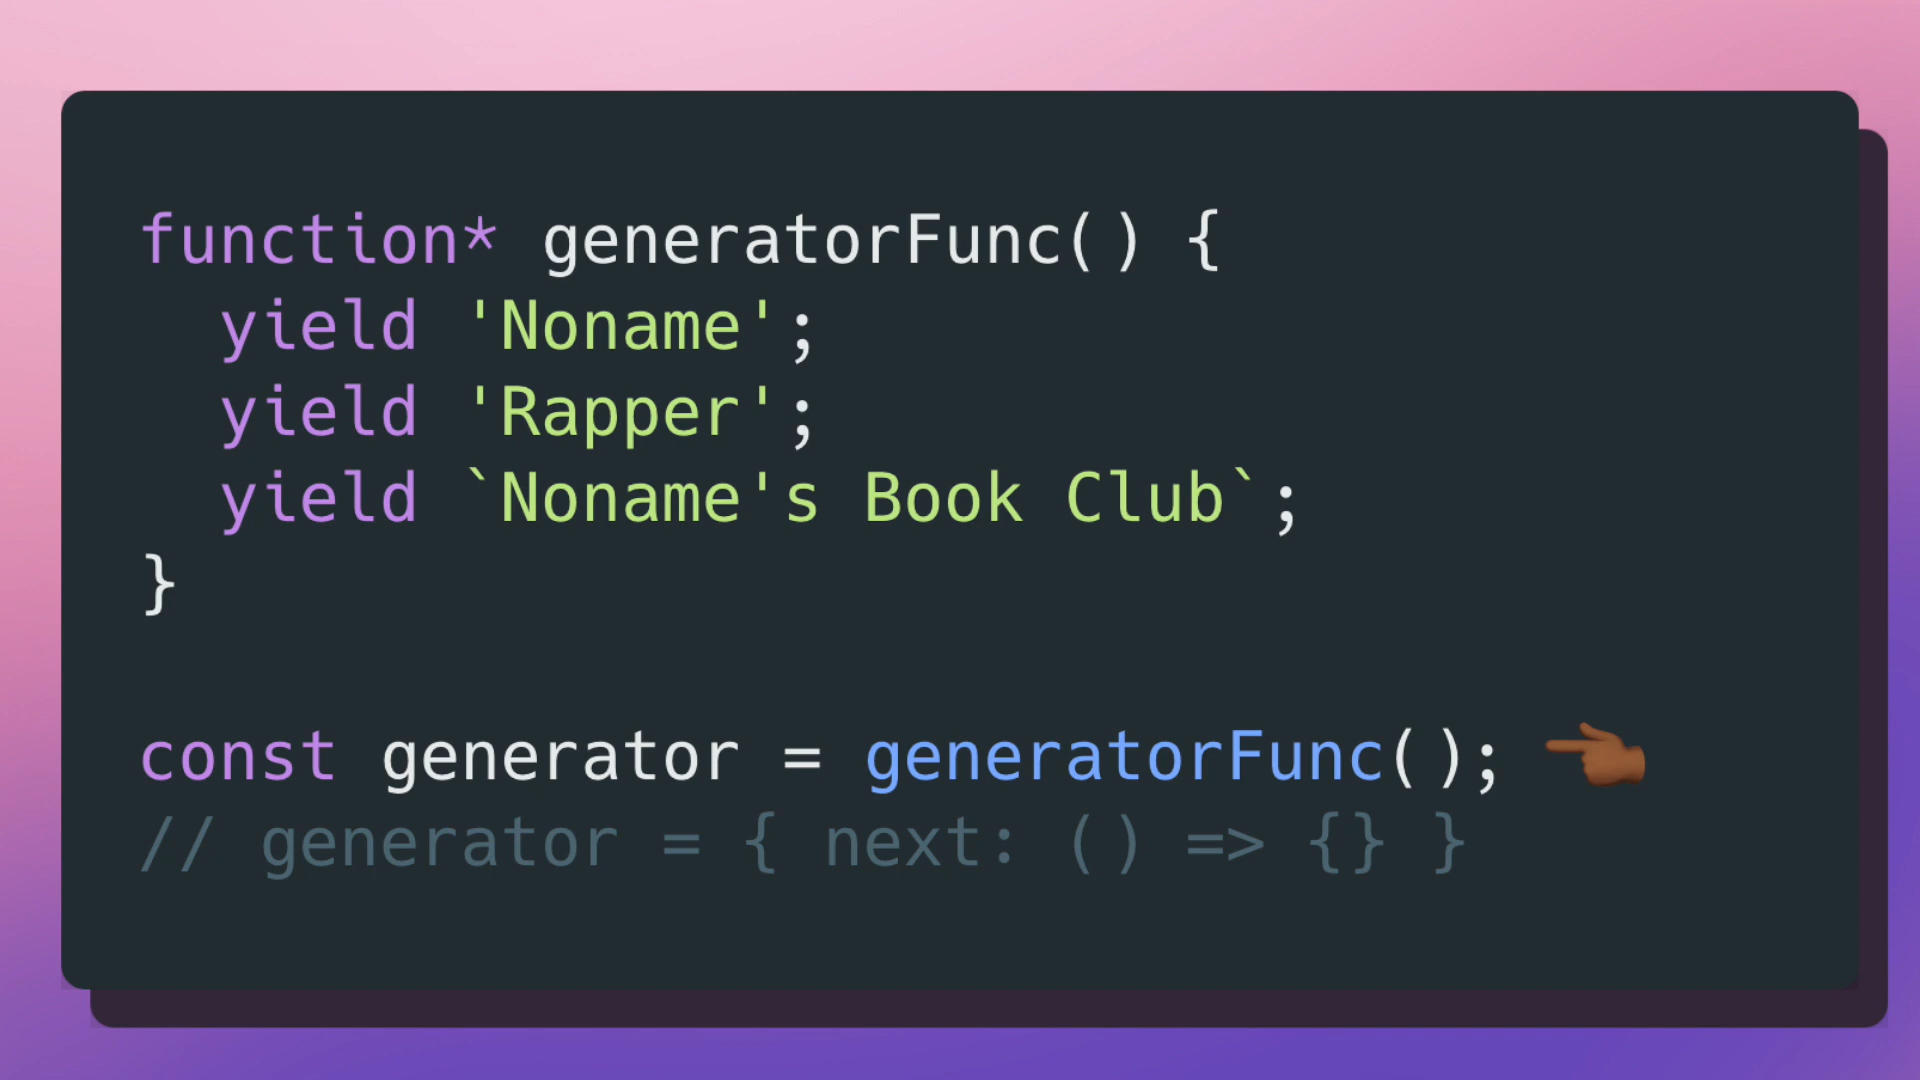 function* generatorFunc() {
  yield 'Noname';
  yield 'Rapper';
  yield `Noname's Book Club`;
}
const generator = generatorFunc(); 👈🏾
// generator = { next: () => {} }